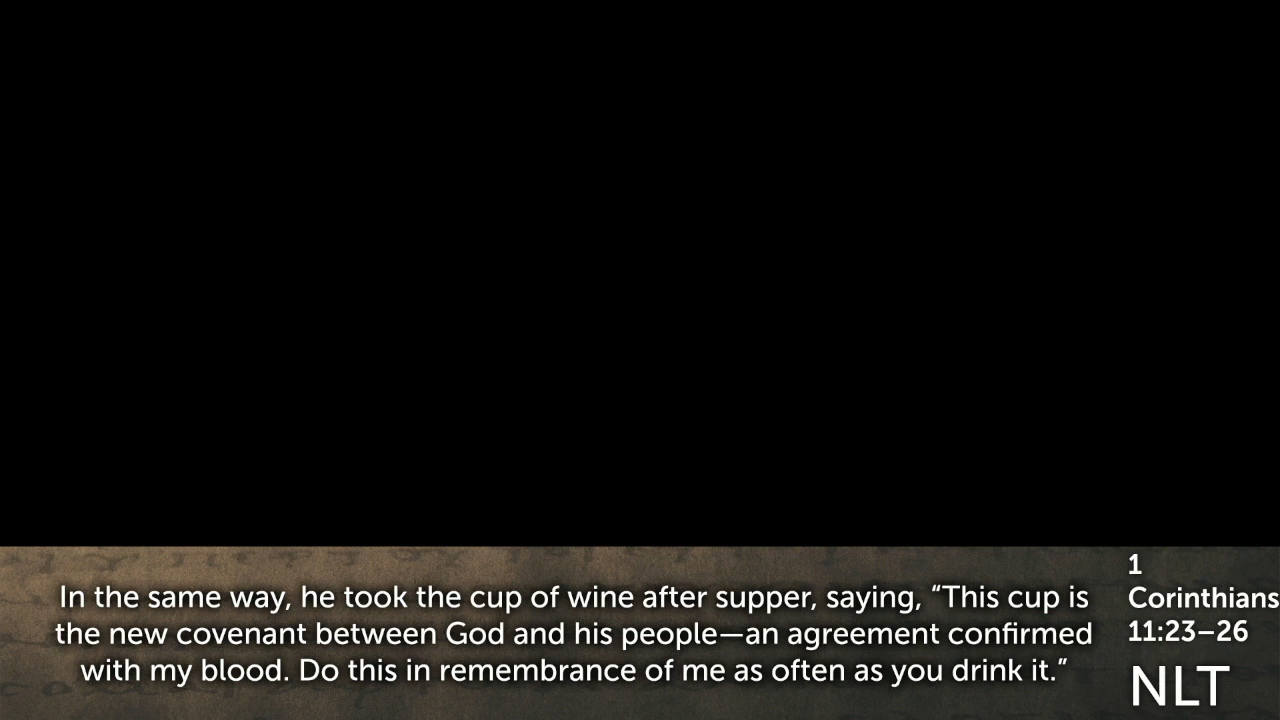 In the same way, he took the cup of wine after supper, saying, “This cup is
the new covenant between God and his people—an agreement confirmed
with my blood. Do this in remembrance of me as often as you drink it.”
1
Corinthians
11:23–26
NLT